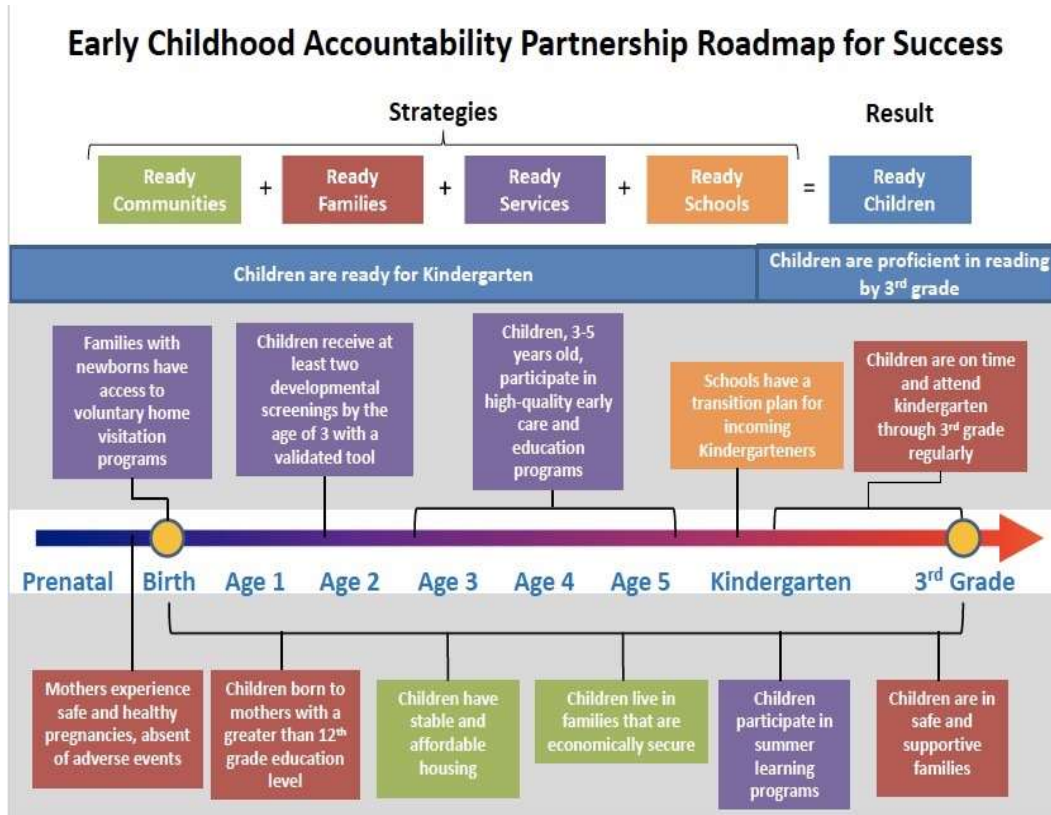 Early Childhood Accountability Partnership Roadmap for Success
Strategies
Result
Ready
Communities
+
Ready
Families
+
Ready
Services
+
Ready
Schools
=
Ready
Children
Children are ready for Kindergarten
Children are proficient in reading
by 3rd grade
Families with
newborns have
access to
voluntary home
visitation
programs
Children receive at
least two
developmental
screenings by the
age of 3 with a
validated tool
Children, 3-5
years old,
participate in
high-quality early
care and
education
programs
Schools have a
transition plan for
incoming
Kindergarteners
Children are on time
and attend
kindergarten
through 3rd grade
regularly
Prenatal Birth Age 1 Age 2 Age 3 Age 4 Age 5 Kindergarten 3rd Grade
Mothers experience
safe and healthy
pregnancies, absent
of adverse events
Children born to
mothers with a
greater than 12th
grade education
level
Children have
stable and
affordable
housing
Children live in
families that are
economically secure
Children
participate in
summer
learning
programs
Children are in
safe and
supportive
families